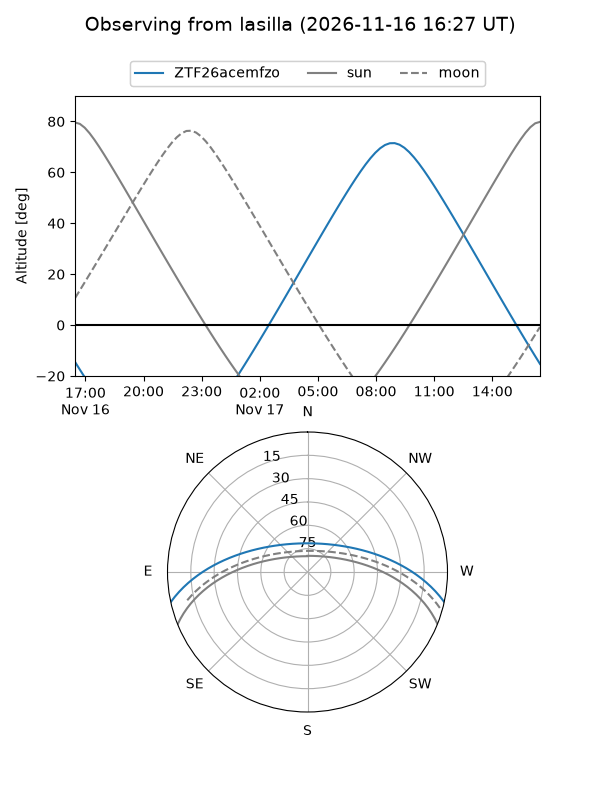 Observing from lasilla (2026-11-16 16:27 UT)
ZTF26acemfzo sun moon
80
60
40
20
0
−20
Altitude [deg]
17:00 20:00 23:00 02:00 05:00 08:00 11:00 14:00
Nov 16 Nov 17
N
NE NW
15
30
45
60
75
E W
SE SW
S